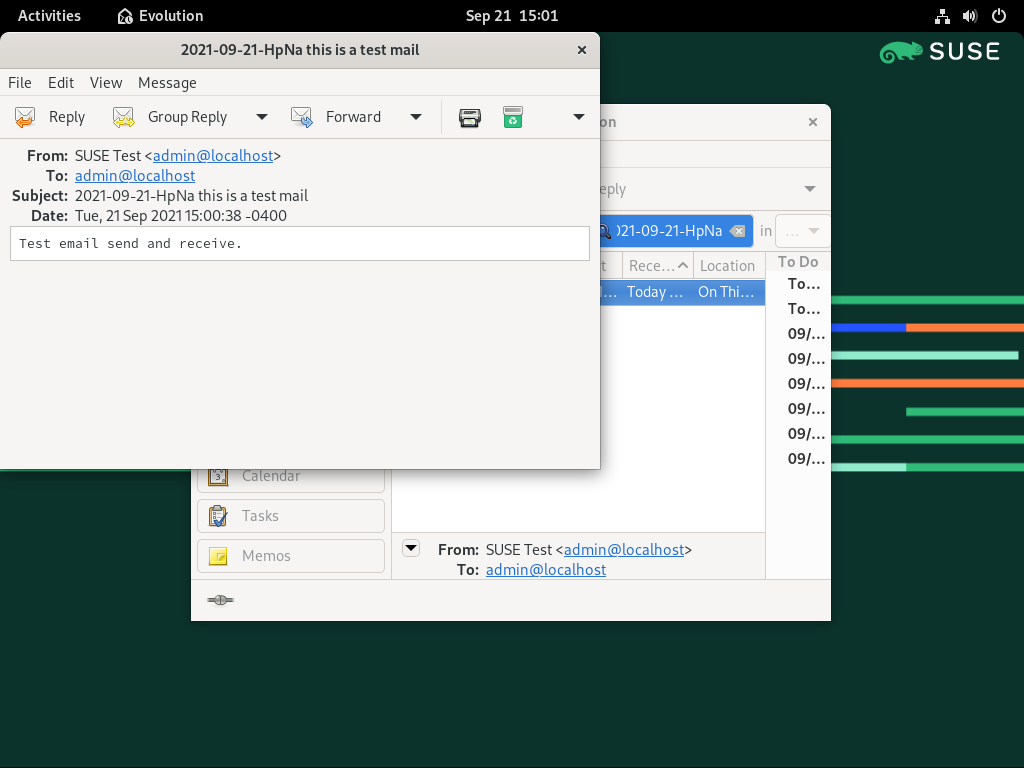 Activities
Evolution
Sep 21 15:01
SUSE
2021-09-21-HpNa this is a test mail
File Edit View Message
Reply Group Reply Forward
From: SUSE Test <admin@localhost>
To: admin@localhost
Subject: 2021-09-21-HpNa this is a test mail
Date: Tue, 21 Sep 2021 15:00:38 -0400
Test email send and receive.
on
eply
21-09-21-HpNa in ...
t Rece... Location
Today ... On Thi...
To Do
To...
To...
09/...
09/...
09/...
09/...
09/...
09/...
Calendar
Tasks
Memos
From: SUSE Test <admin@localhost>
To: admin@localhost